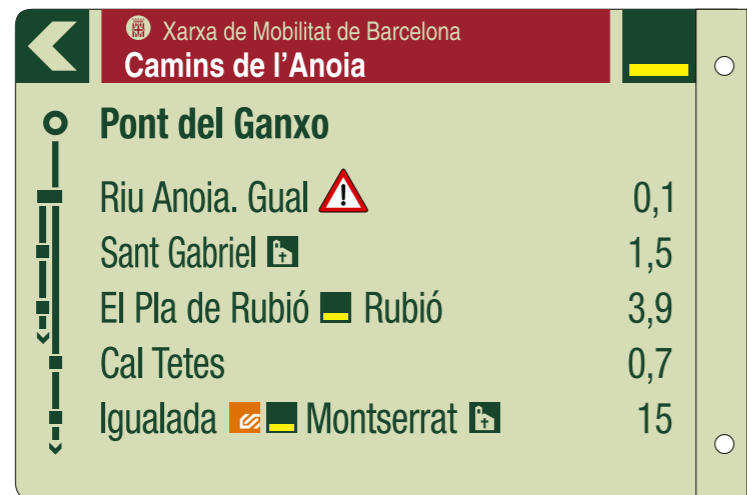 Xarxa de Mobilitat de Barcelona
Camins de l'Anoia
Pont del Ganxo
Riu Anoia. Gual 0,1
Sant Gabriel 1,5
El Pla de Rubió Rubió 3,9
Cal Tetes 0,7
Igualada Montserrat 15